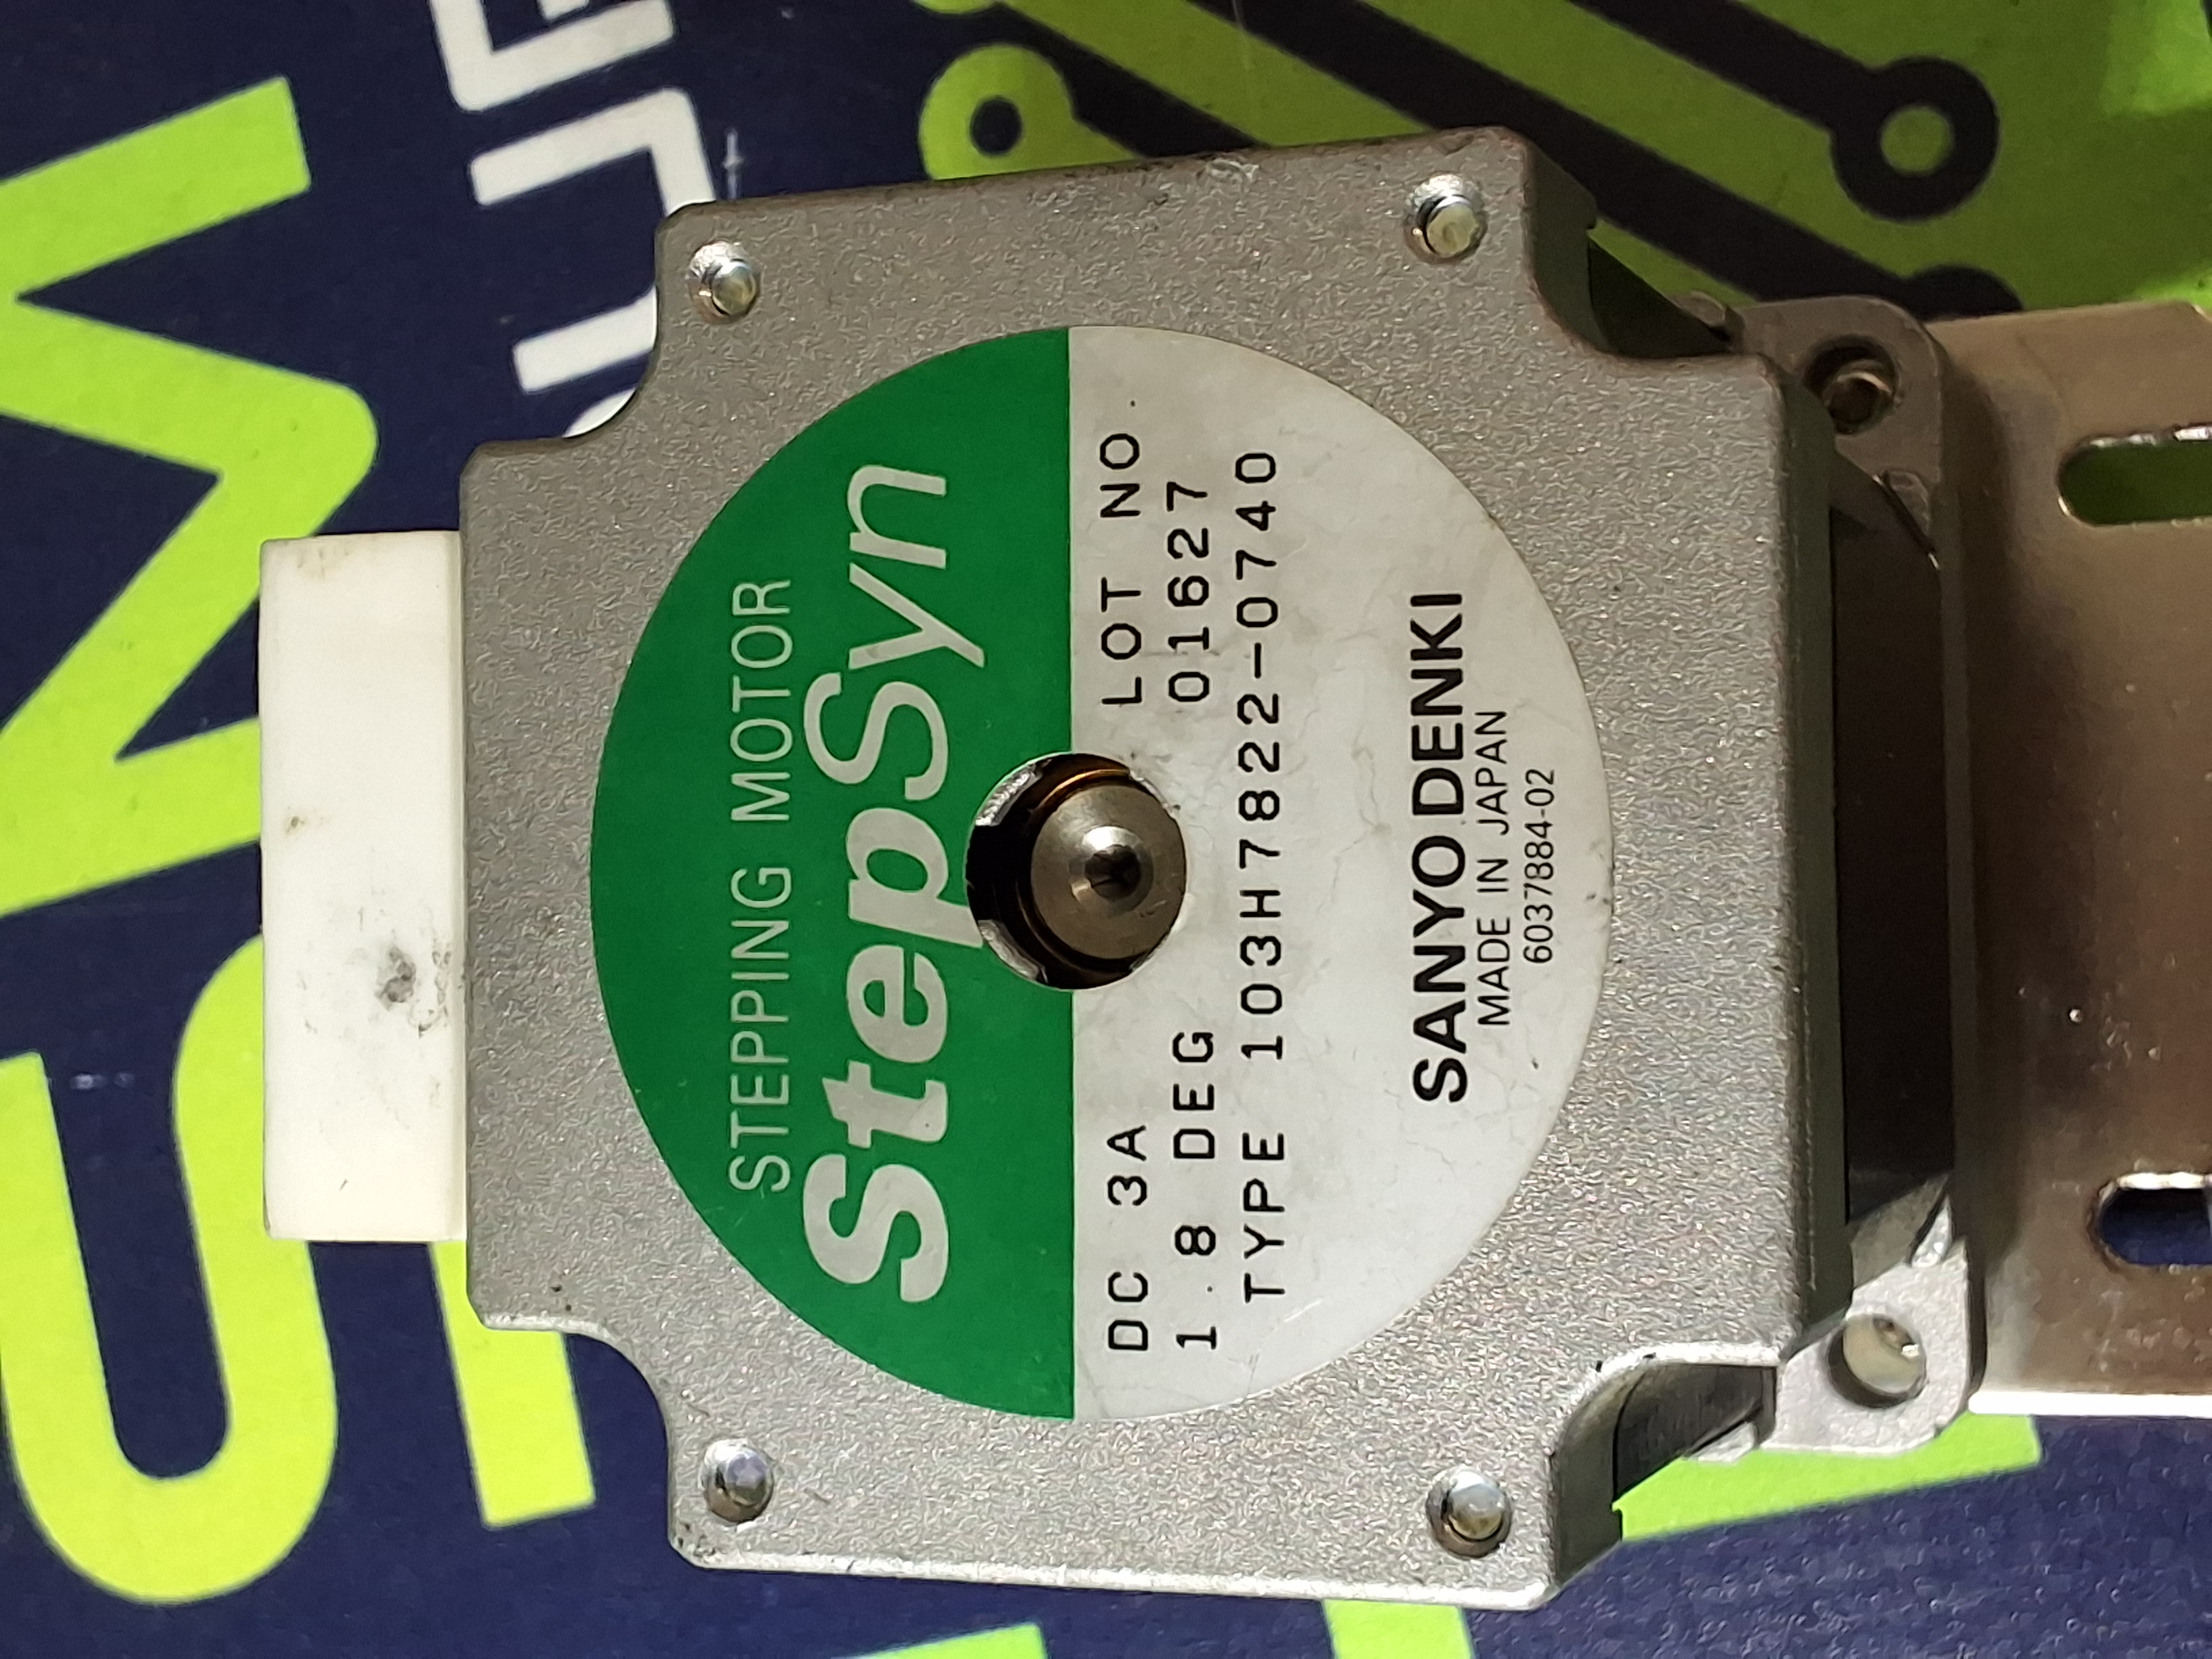 STEPPING MOTOR
StepSyn
DC 3A LOT NO.
1.8 DEG 01627
TYPE 103H7822-0740
SANYO DENKI
MADE IN JAPAN
6037884-02